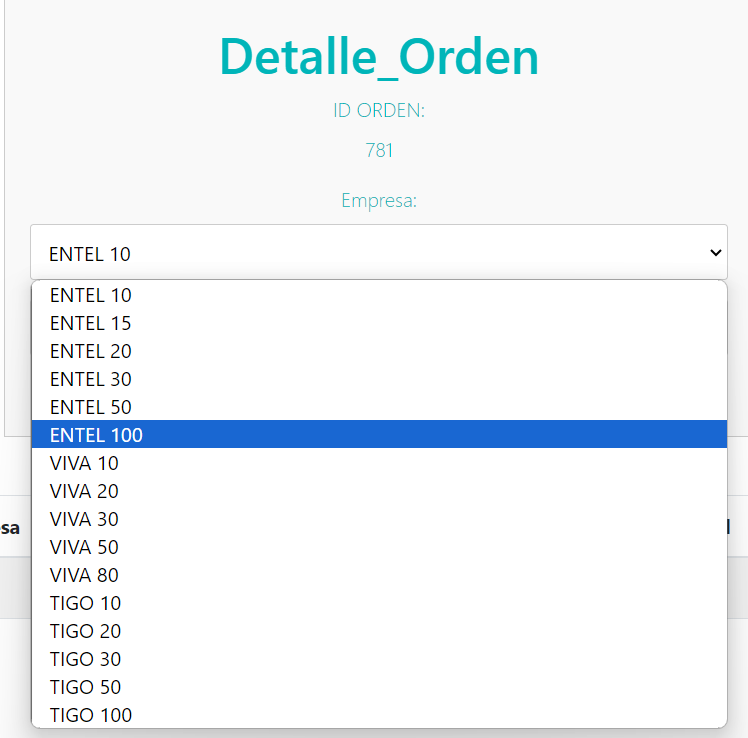 Detalle_Orden
ID ORDEN:
781
Empresa:
ENTEL 10
ENTEL 10
ENTEL 15
ENTEL 20
ENTEL 30
ENTEL 50
ENTEL 100
VIVA 10
VIVA 20
VIVA 30
VIVA 50
VIVA 80
TIGO 10
TIGO 20
TIGO 30
TIGO 50
TIGO 100